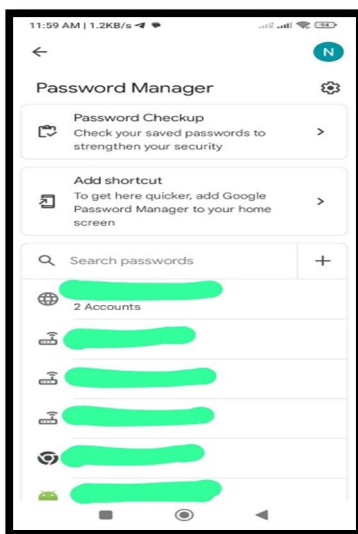 11:59 AM | 1.2KB/s
N
Password Manager
Password Checkup
Check your saved passwords to
strengthen your security
Add shortcut
To get here quicker, add Google
Password Manager to your home
screen
Search passwords
2 Accounts